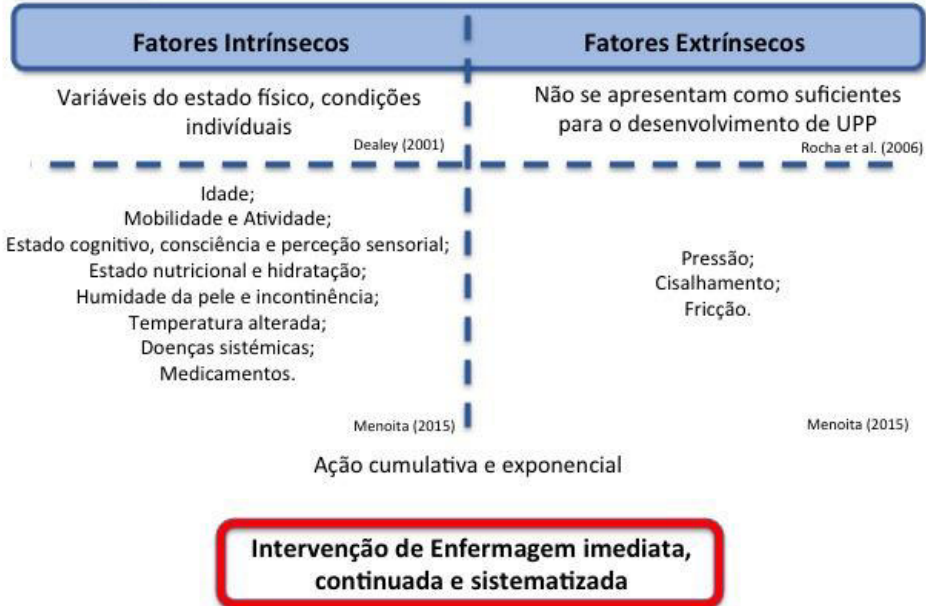 Fatores Intrínsecos
Fatores Extrínsecos
Variáveis do estado físico, condições
indivíduais
Dealey (2001)
Não se apresentam como suficientes
para o desenvolvimento de UPP
Rocha et al. (2006)
Idade;
Mobilidade e Atividade;
Estado cognitivo, consciência e perceção sensorial;
Estado nutricional e hidratação;
Humidade da pele e incontinência;
Temperatura alterada;
Doenças sistémicas;
Medicamentos.
Menoita (2015)
Pressão;
Cisalhamento;
Fricção.
Menoita (2015)
Ação cumulativa e exponencial
Intervenção de Enfermagem imediata,
continuada e sistematizada